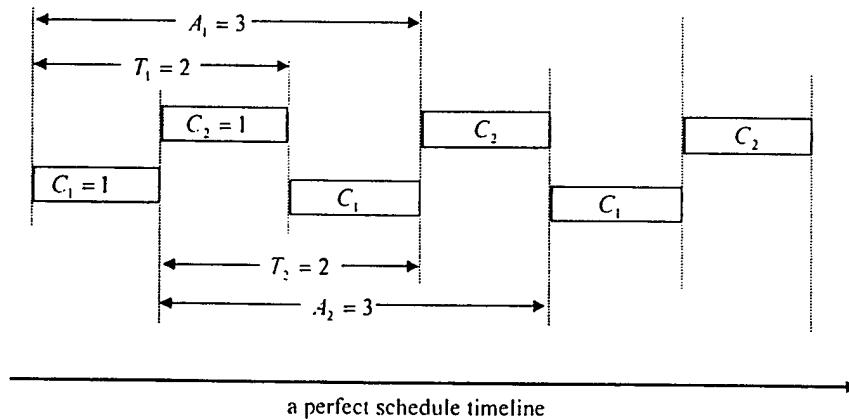 A₁ = 3
T₁ = 2
C₂ = 1 C₂ C₂
C₁ = 1 C₁ C₁
T₂ = 2
A₂ = 3
a perfect schedule timeline